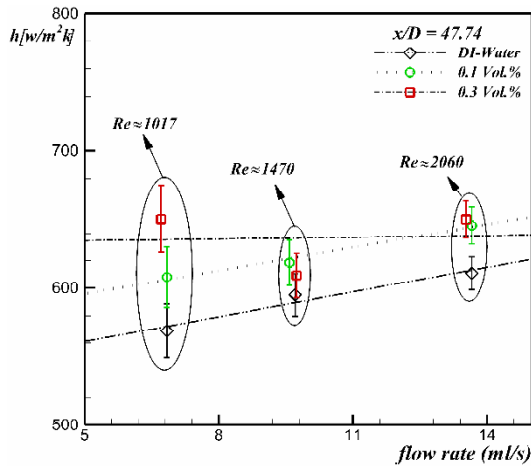 800
h[w/m²k]
x/D = 47.74
DI-Water
0.1 Vol.%
0.3 Vol.%
Re≈1017
700
Re≈1470
Re≈2060
600
500
5
8
11
14
flow rate (ml/s)